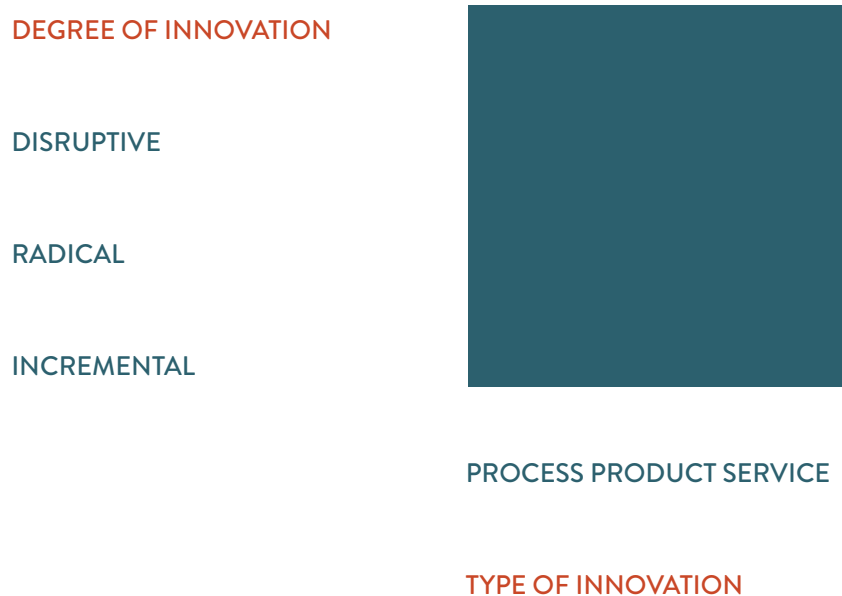 DEGREE OF INNOVATION
DISRUPTIVE
RADICAL
INCREMENTAL
PROCESS PRODUCT SERVICE
TYPE OF INNOVATION